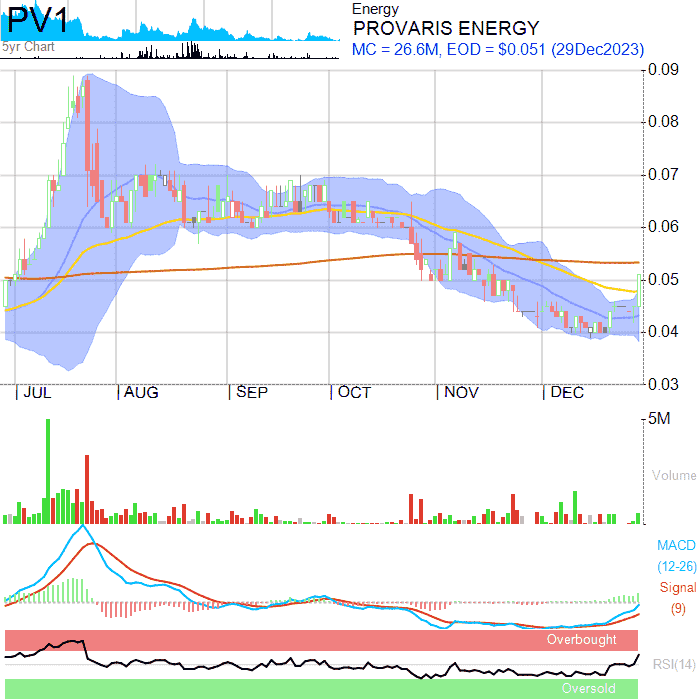 PV1
5yr Chart
Energy
PROVARIS ENERGY
MC = 26.6M, EOD = $0.051 (29Dec2023)
0.09
0.08
0.07
0.06
0.05
0.04
0.03
JUL AUG SEP OCT NOV DEC
5M
Volume
MACD
(12-26)
Signal
(9)
0.00
Overbought
RSI(14)
Oversold